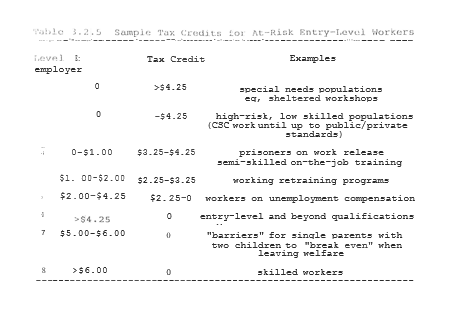 Table 3.2.5 Sample Tax Credits for At-Risk Entry-Level Workers
Level & Tax Credit Examples
employer
0 >$4.25 special needs populations
eg, sheltered workshops
0 -$4.25 high-risk, low skilled populations
(CSC work until up to public/private
standards)
3 0-$1.00 $3.25-$4.25 prisoners on work release
semi-skilled on-the-job training
$1. 00-$2.00 $2.25-$3.25 working retraining programs
$2.00-$4.25 $2.25-0 workers on unemployment compensation
6 >$4.25 0 entry-level and beyond qualifications
7 $5.00-$6.00 0 "barriers" for single parents with
two children to "break even" when
leaving welfare
8 >$6.00 0 skilled workers